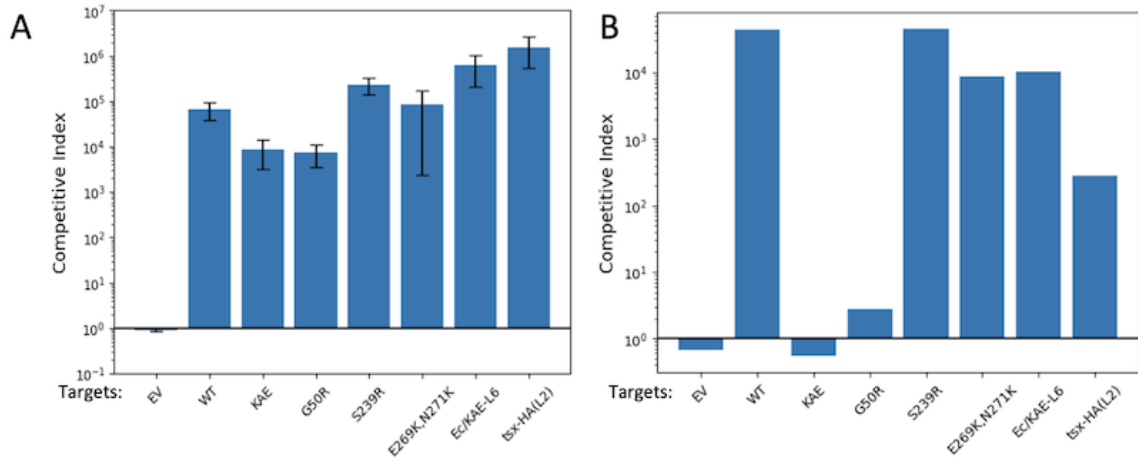 A
Competitive Index
10^7
10^6
10^5
10^4
10^3
10^2
10^1
10^0
10^-1
Targets: EV WT KAE G50R S239R E269K,N271K Ec/KAE-L6 tsx-HA(L2)
B
Competitive Index
10^4
10^3
10^2
10^1
10^0
Targets: EV WT KAE G50R S239R E269K,N271K Ec/KAE-L6 tsx-HA(L2)